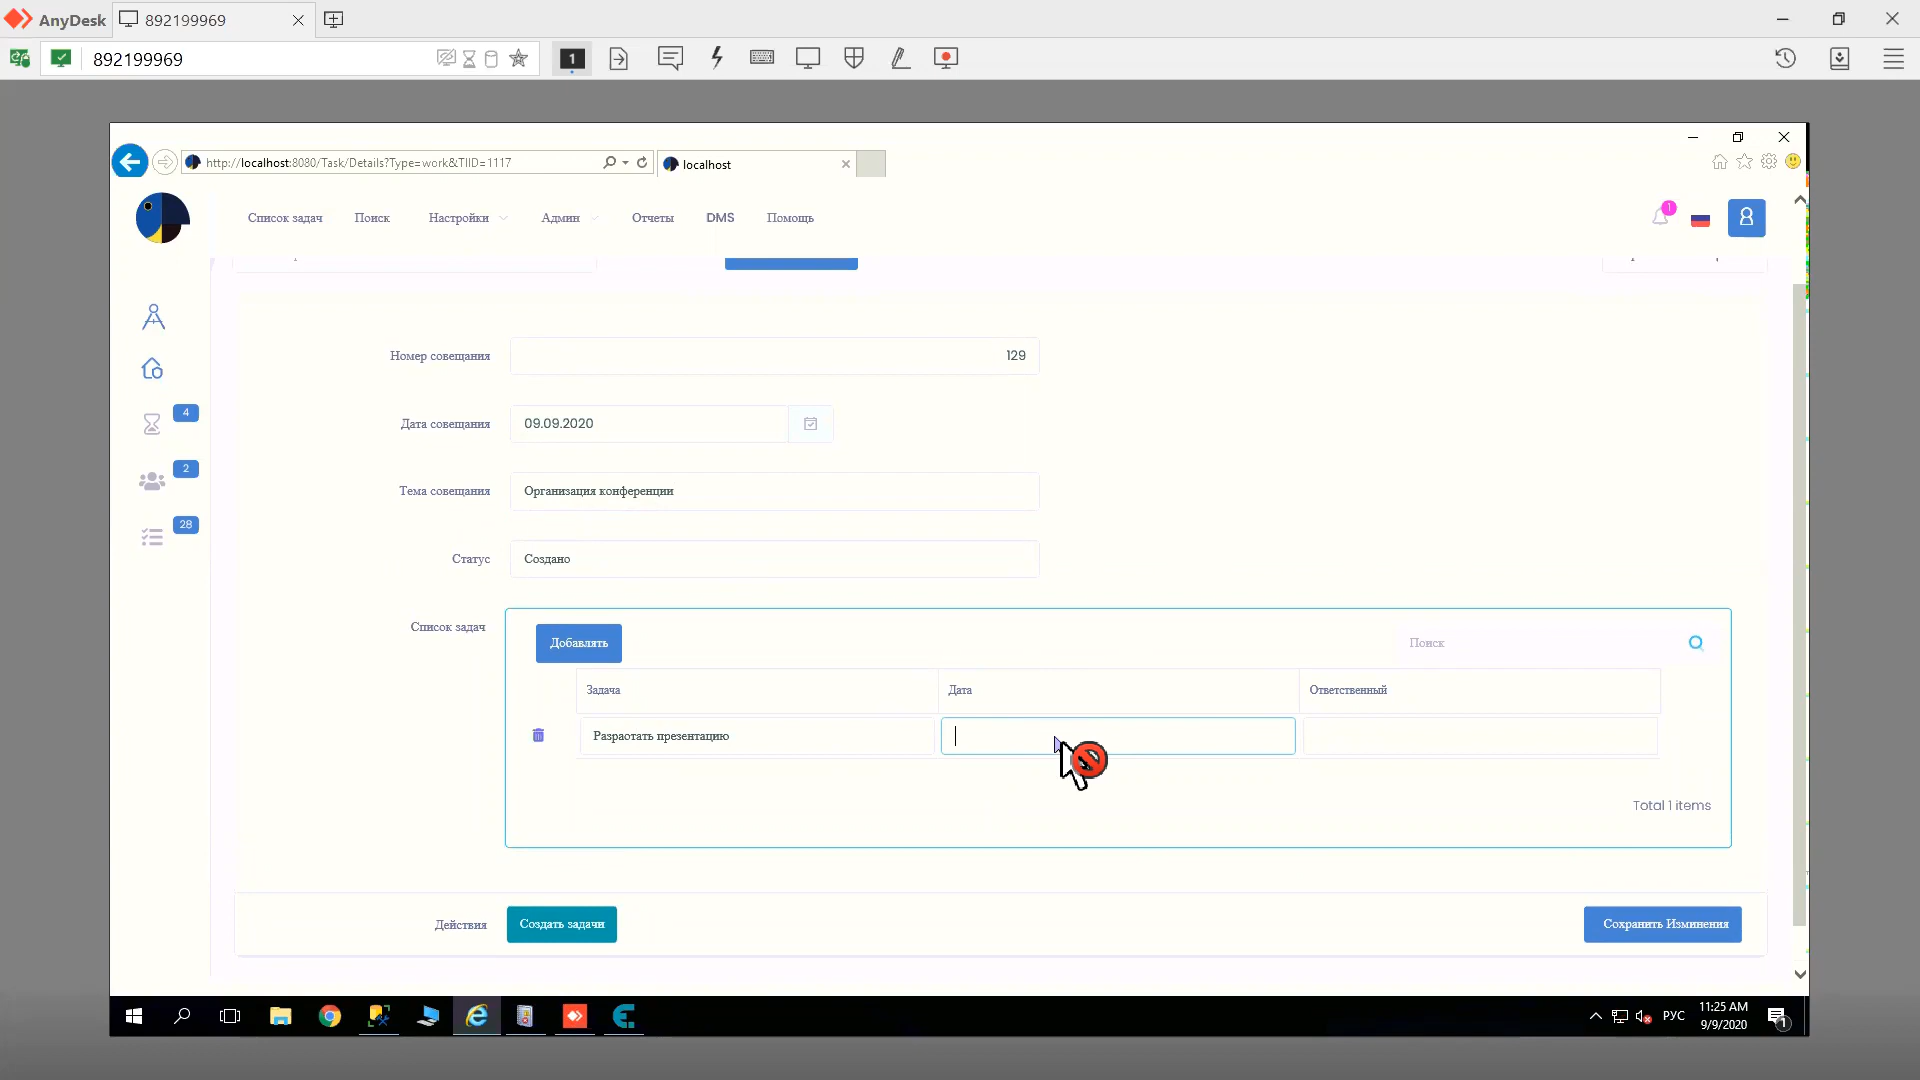 AnyDesk
892199969
892199969
1
http://localhost:8080/Task/Details?Type=work&TIID=1117
localhost
Список задач
Поиск
Настройки
Админ
Отчеты
DMS
Помощь
1
4
2
28
Номер совещания
129
Дата совещания
09.09.2020
Тема совещания
Организация конференции
Статус
Создано
Список задач
Добавлять
Поиск
Задача
Дата
Ответственный
Разраотать презентацию
Total 1 items
Действия
Создать задачи
Сохранить Изминения
РУС
11:25 AM
9/9/2020
1